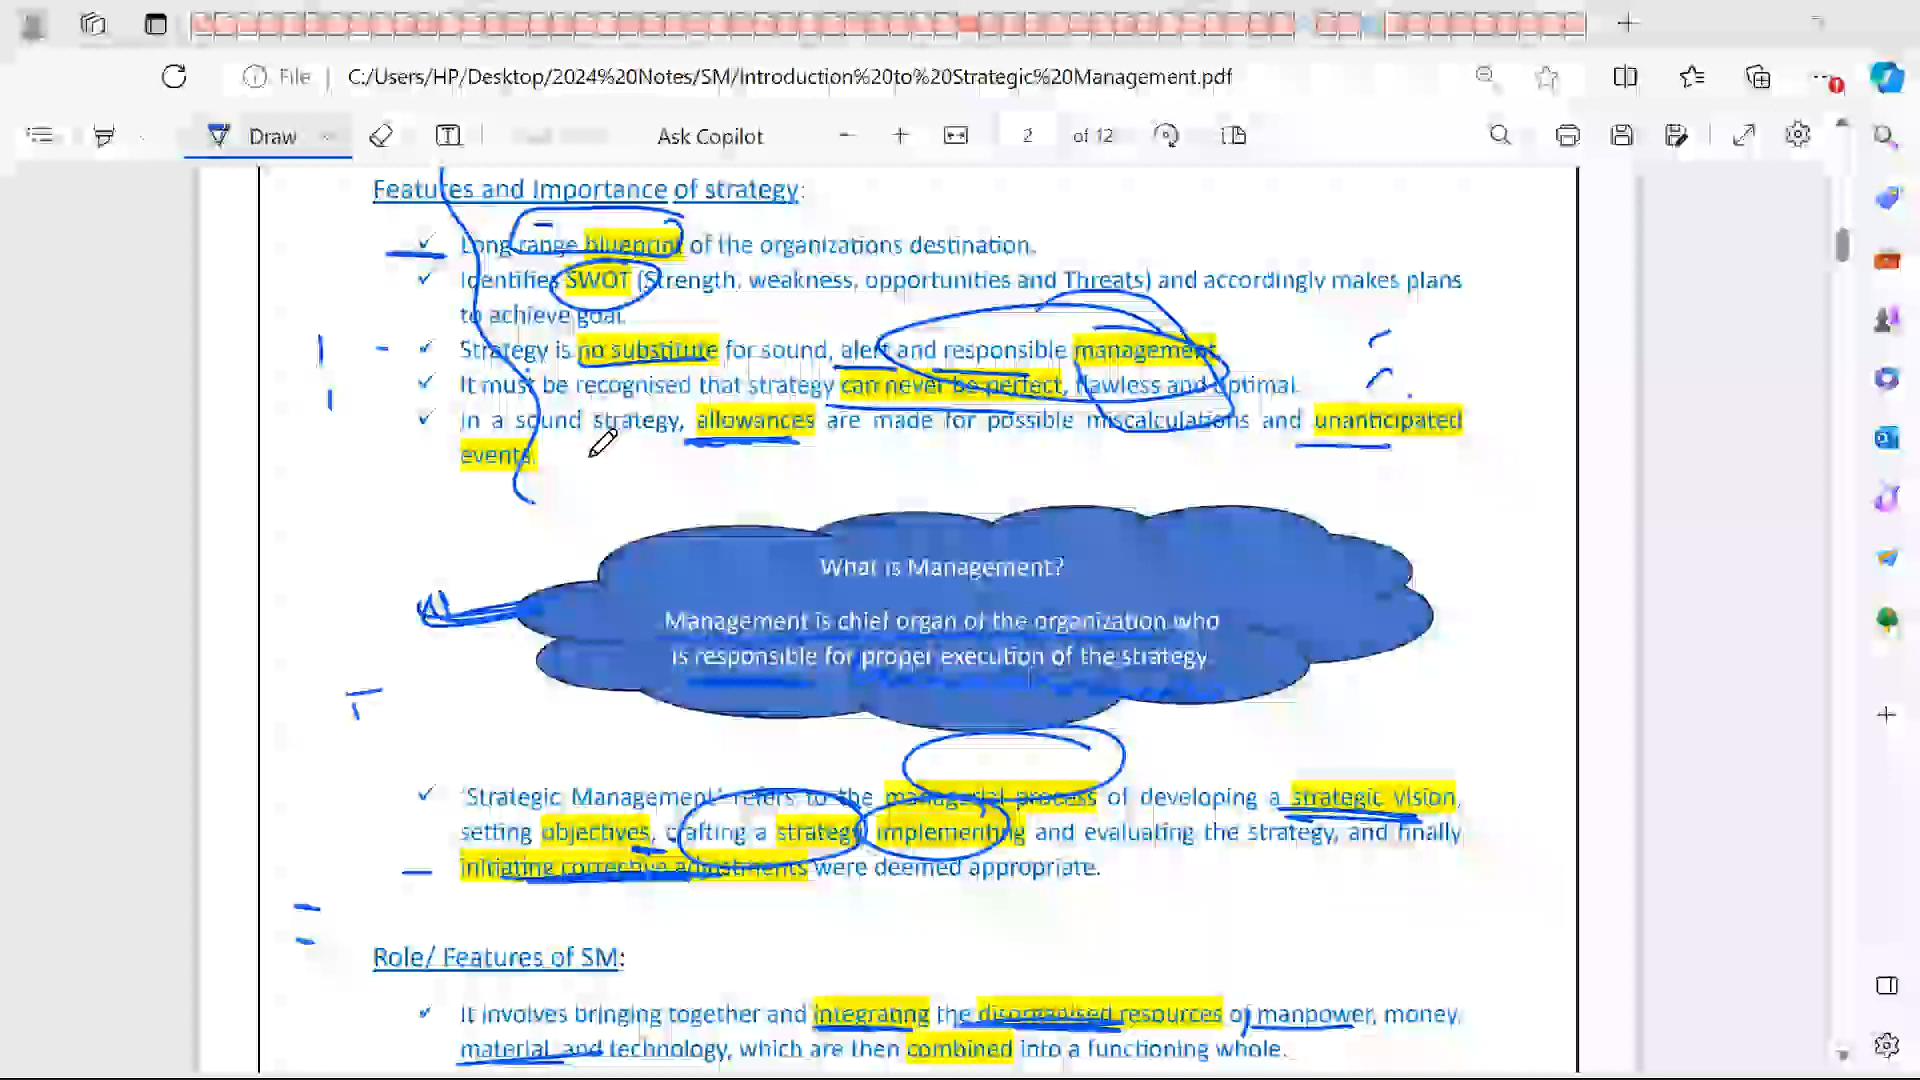 File
C:/Users/HP/Desktop/2024%20Notes/SM/Introduction%20to%20Strategic%20Management.pdf
Draw
Ask Copilot
2 of 12
Features and Importance of strategy:
Long range blueprint of the organizations destination.
Identifies SWOT (Strength, weakness, opportunities and Threats) and accordingly makes plans
to achieve goal.
Strategy is no substitute for sound, alert and responsible management.
It must be recognised that strategy can never be perfect, flawless and optimal.
In a sound strategy, allowances are made for possible miscalculations and unanticipated
events.
What is Management?
Management is chief organ of the organization who
is responsible for proper execution of the strategy.
'Strategic Management' refers to the managerial process of developing a strategic vision,
setting objectives, crafting a strategy implementing and evaluating the strategy, and finally
initiating corrective adjustments were deemed appropriate.
Role/ Features of SM:
It involves bringing together and integrating the disorganised resources of manpower, money,
material and technology, which are then combined into a functioning whole.